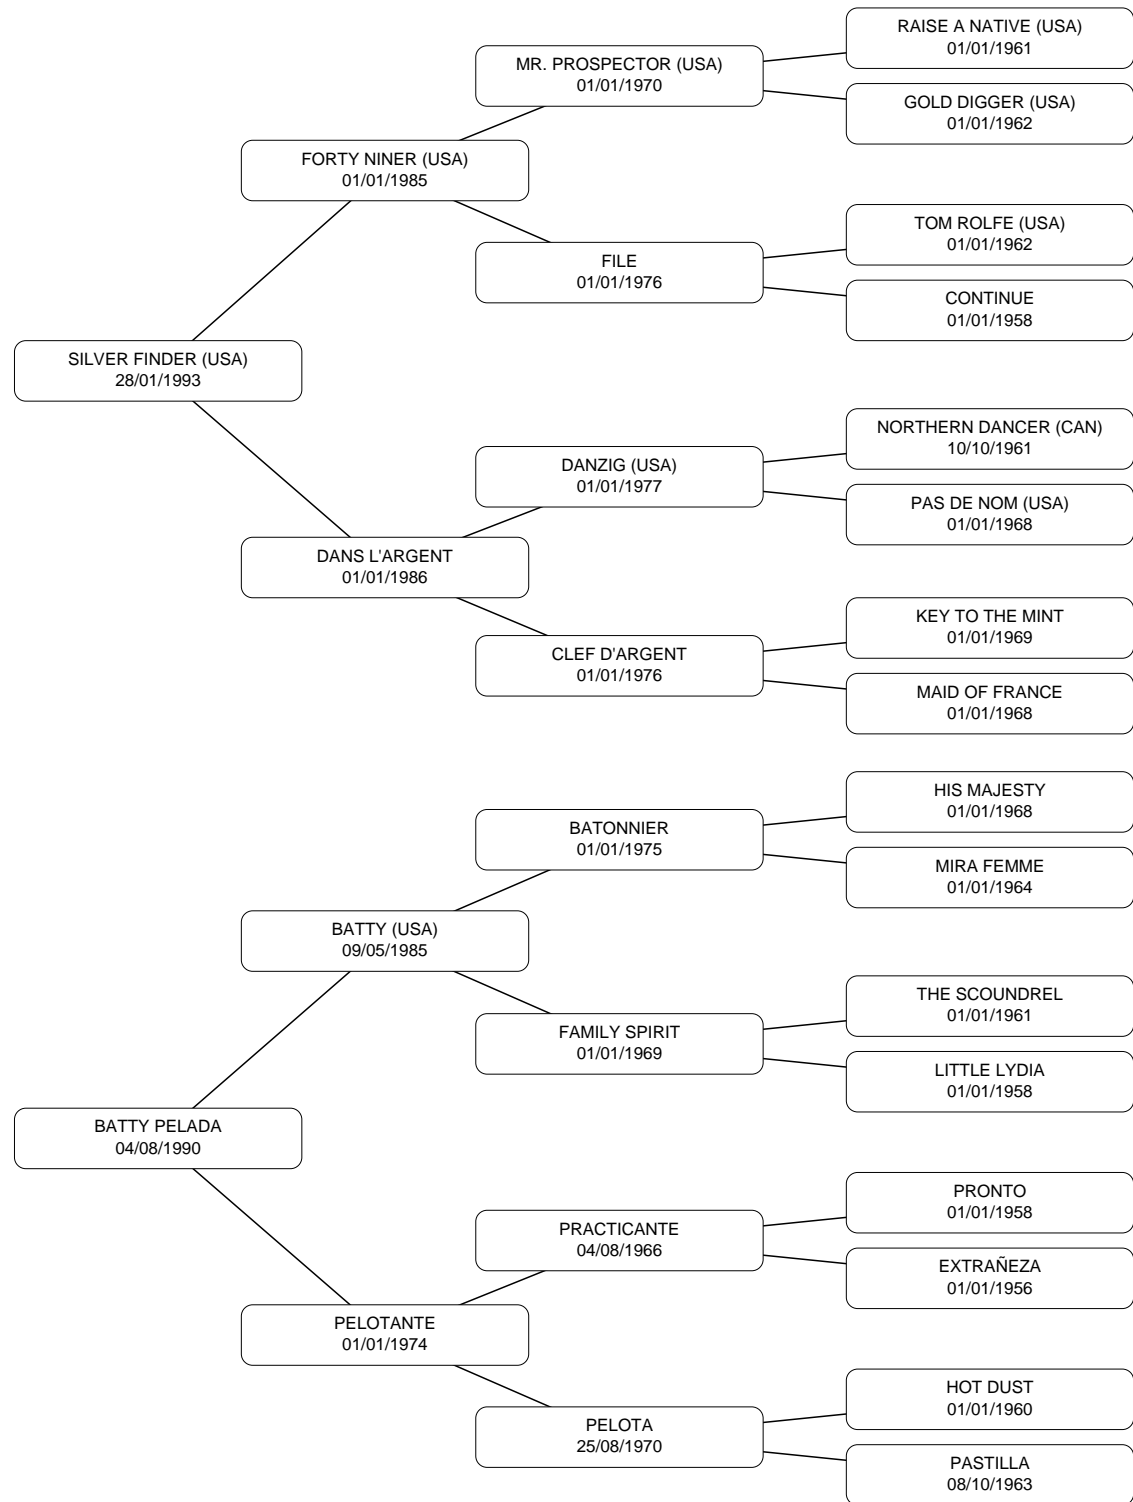 RAISE A NATIVE (USA)
01/01/1961
MR. PROSPECTOR (USA)
01/01/1970
GOLD DIGGER (USA)
01/01/1962
FORTY NINER (USA)
01/01/1985
TOM ROLFE (USA)
01/01/1962
FILE
01/01/1976
CONTINUE
01/01/1958
SILVER FINDER (USA)
28/01/1993
NORTHERN DANCER (CAN)
10/10/1961
DANZIG (USA)
01/01/1977
PAS DE NOM (USA)
01/01/1968
DANS L'ARGENT
01/01/1986
KEY TO THE MINT
01/01/1969
CLEF D'ARGENT
01/01/1976
MAID OF FRANCE
01/01/1968
HIS MAJESTY
01/01/1968
BATONNIER
01/01/1975
MIRA FEMME
01/01/1964
BATTY (USA)
09/05/1985
THE SCOUNDREL
01/01/1961
FAMILY SPIRIT
01/01/1969
LITTLE LYDIA
01/01/1958
BATTY PELADA
04/08/1990
PRONTO
01/01/1958
PRACTICANTE
04/08/1966
EXTRAÑEZA
01/01/1956
PELOTANTE
01/01/1974
HOT DUST
01/01/1960
PELOTA
25/08/1970
PASTILLA
08/10/1963